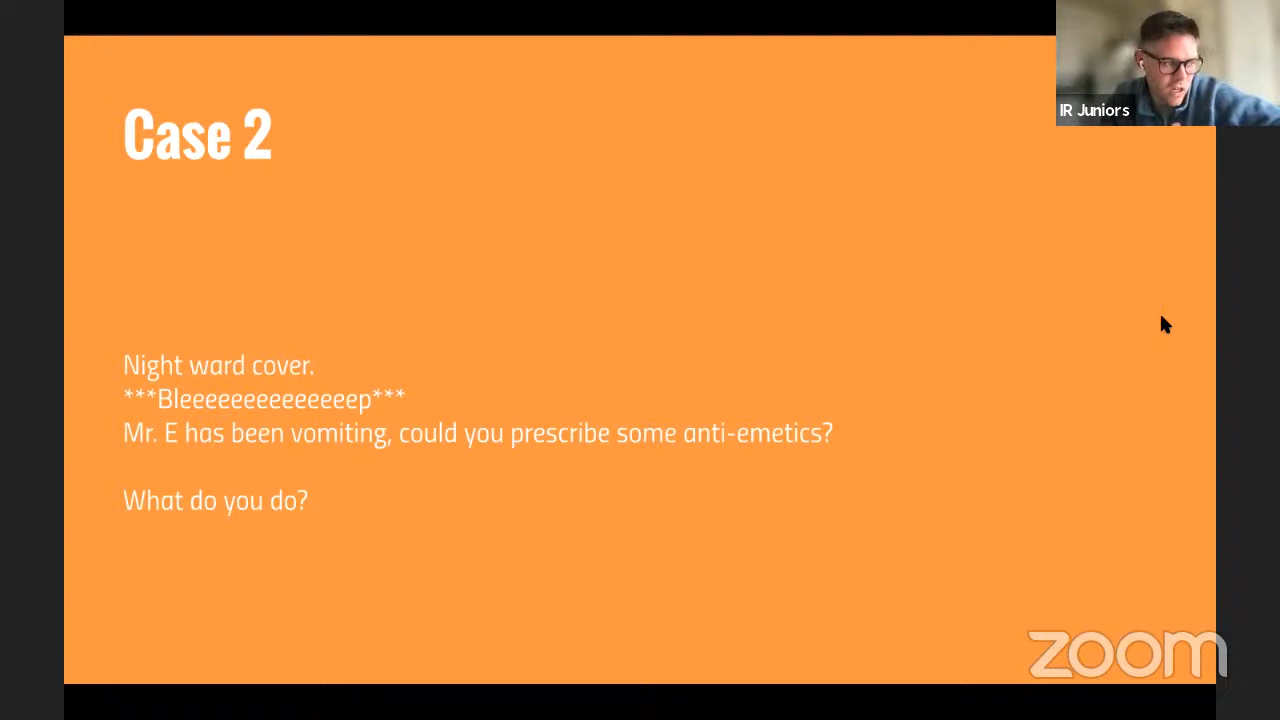 IR Juniors
Case 2
Night ward cover.
***Bleeeeeeeeeeeeeep***
Mr. E has been vomiting, could you prescribe some anti-emetics?
What do you do?
zoom